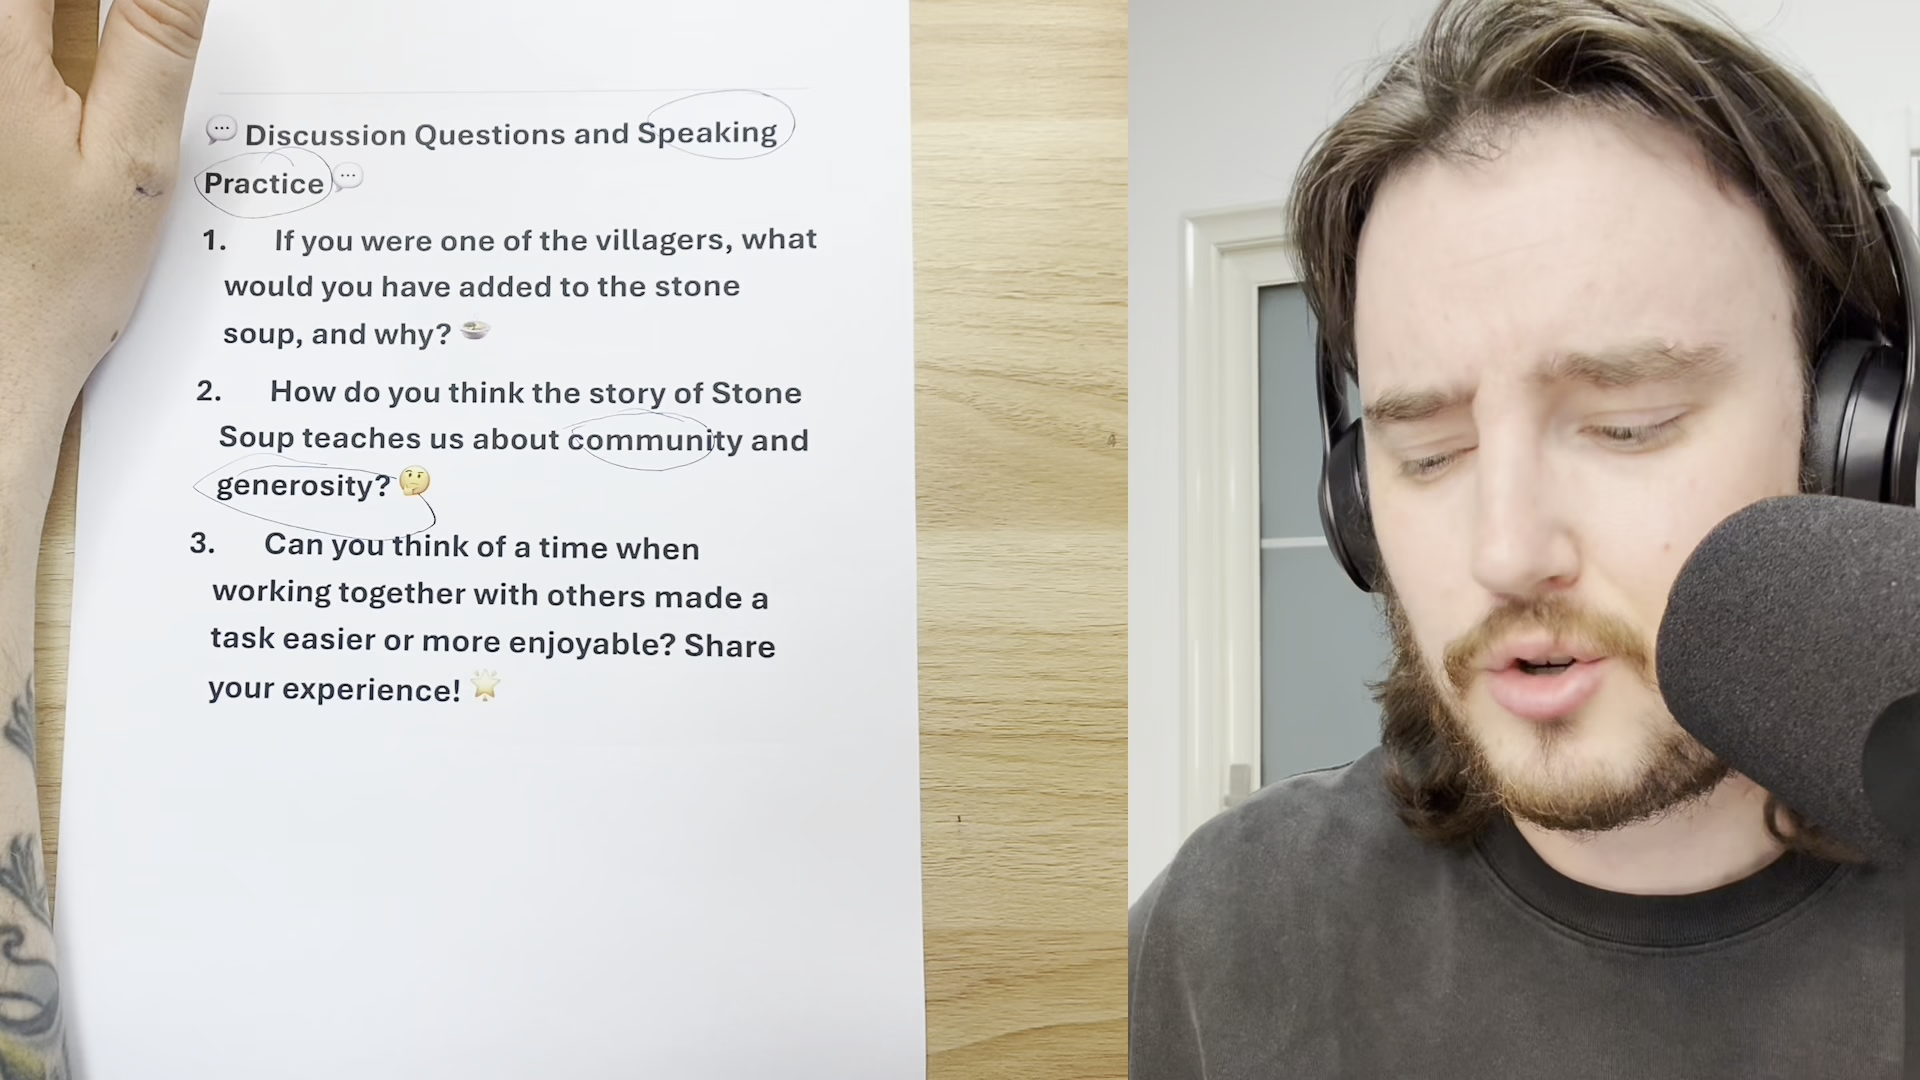 💬 Discussion Questions and Speaking
Practice 💬
1. If you were one of the villagers, what
would you have added to the stone
soup, and why? 🍲
2. How do you think the story of Stone
Soup teaches us about community and
generosity? 🤔
3. Can you think of a time when
working together with others made a
task easier or more enjoyable? Share
your experience! 🌟